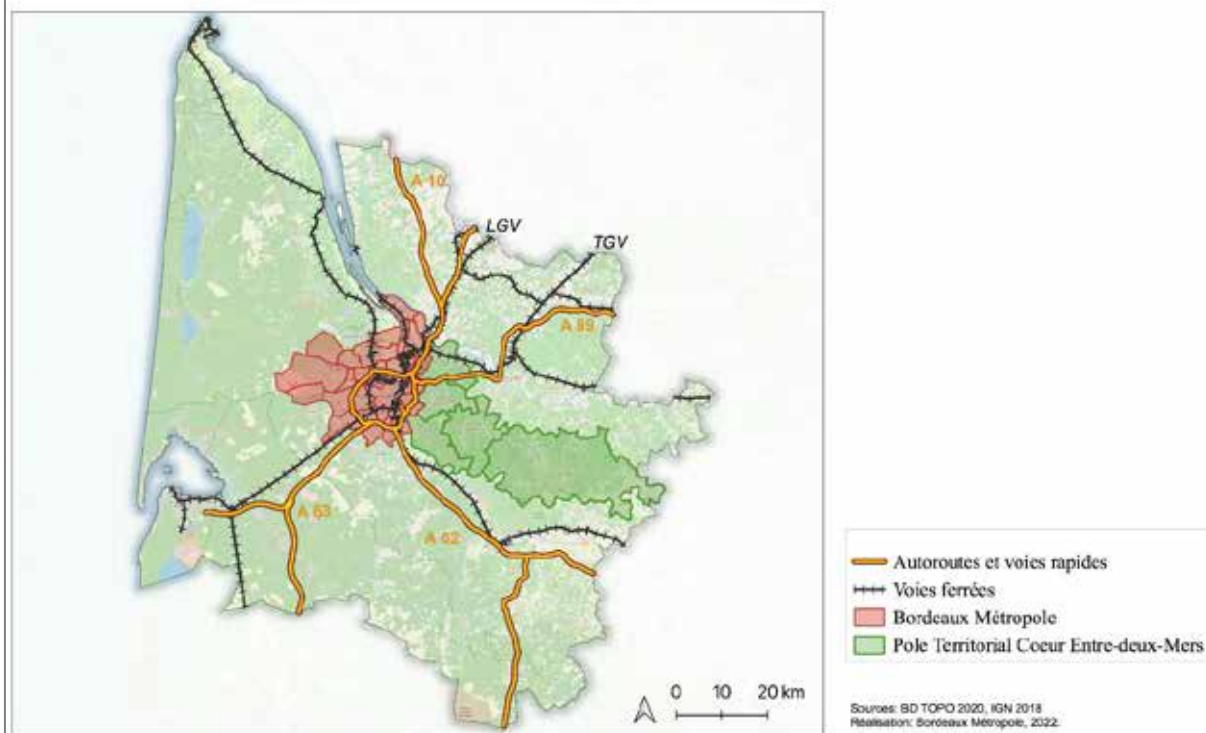 A 10
LGV
TGV
A 89
A 63
A 62
0 10 20 km
Autoroutes et voies rapides
Voies ferrées
Bordeaux Métropole
Pole Territorial Coeur Entre-deux-Mers
Sources: BD TOPO 2020, IGN 2018
Réalisation: Bordeaux Métropole, 2022.